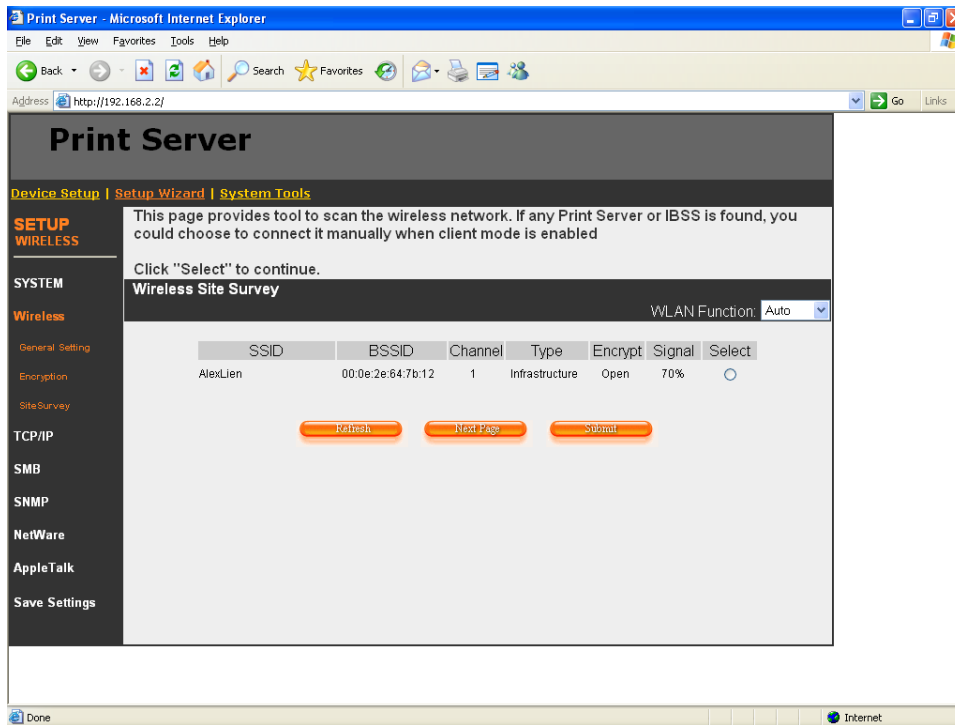 Print Server - Microsoft Internet Explorer
File Edit View Favorites Tools Help
Back Search Favorites
Address http://192.168.2.2/ Go Links
Print Server
Device Setup | Setup Wizard | System Tools
SETUP
WIRELESS
SYSTEM
Wireless
General Setting
Encryption
SiteSurvey
TCP/IP
SMB
SNMP
NetWare
AppleTalk
Save Settings
This page provides tool to scan the wireless network. If any Print Server or IBSS is found, you
could choose to connect it manually when client mode is enabled
Click "Select" to continue.
Wireless Site Survey
WLAN Function: Auto
SSID BSSID Channel Type Encrypt Signal Select
AlexLien 00:0e:2e:64:7b:12 1 Infrastructure Open 70%
Refresh Next Page Submit
Done Internet